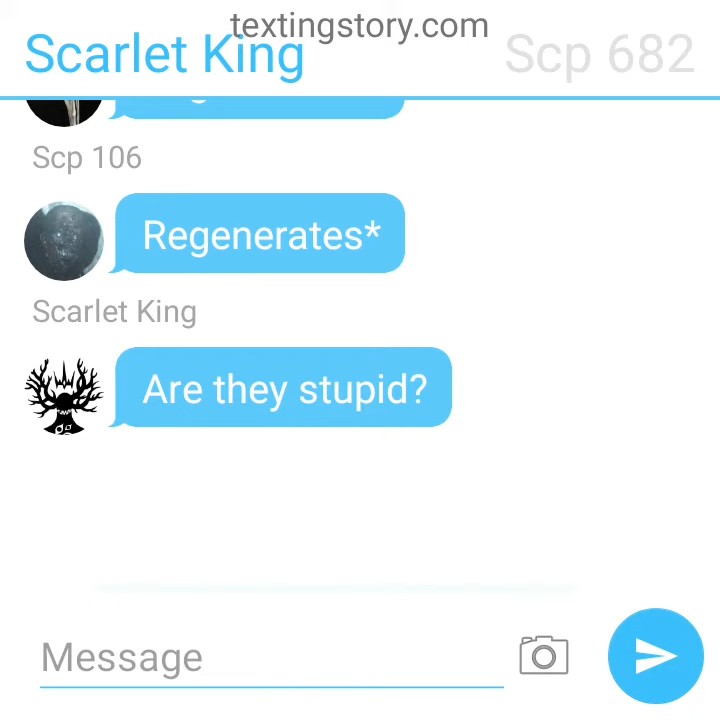 textingstory.com
Scarlet King
Scp 682
Scp 106
Regenerates*
Scarlet King
Are they stupid?
Message